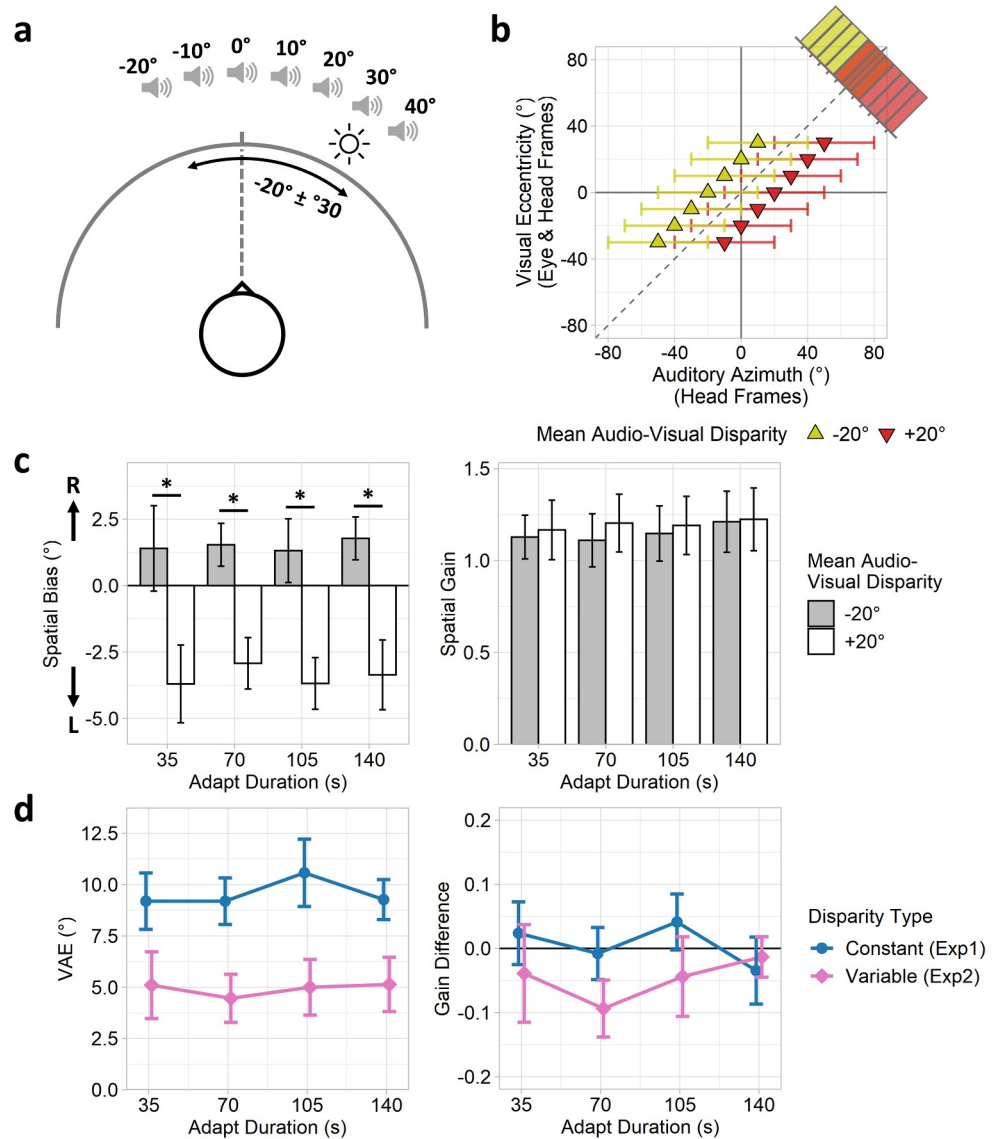 a
-20°
-10°
0°
10°
20°
30°
40°
-20° ± °30
b
Visual Eccentricity (°)
(Eye & Head Frames)
80
40
0
-40
-80
-80
-40
0
40
80
Auditory Azimuth (°)
(Head Frames)
Mean Audio-Visual Disparity
-20°
+20°
c
R
L
Spatial Bias (°)
2.5
0.0
-2.5
-5.0
*
*
*
*
35
70
105
140
Adapt Duration (s)
Spatial Gain
1.5
1.0
0.5
0.0
35
70
105
140
Adapt Duration (s)
Mean Audio-
Visual Disparity
-20°
+20°
d
VAE (°)
12.5
10.0
7.5
5.0
2.5
0.0
35
70
105
140
Adapt Duration (s)
Gain Difference
0.2
0.1
0.0
-0.1
-0.2
35
70
105
140
Adapt Duration (s)
Disparity Type
Constant (Exp1)
Variable (Exp2)